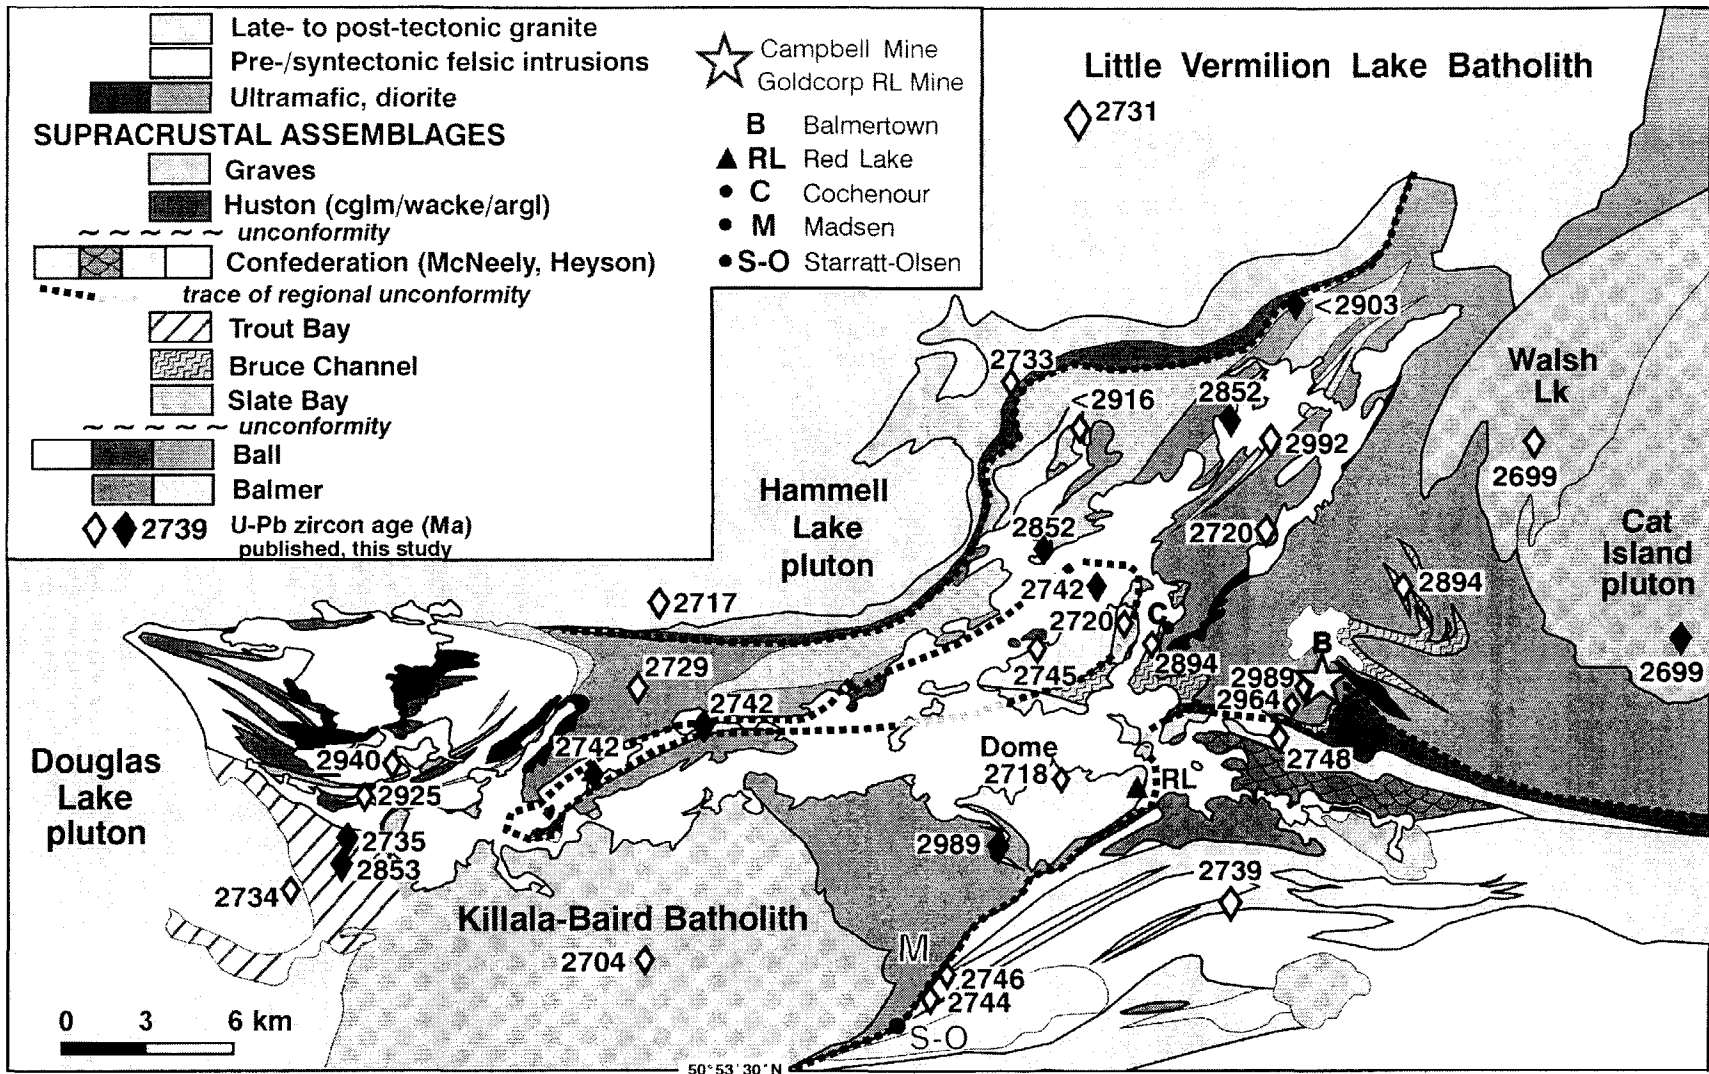 Late- to post-tectonic granite
Pre-/syntectonic felsic intrusions
Ultramafic, diorite
SUPRACRUSTAL ASSEMBLAGES
Graves
Huston (cglm/wacke/argl)
unconformity
Confederation (McNeely, Heyson)
trace of regional unconformity
Trout Bay
Bruce Channel
Slate Bay
unconformity
Ball
Balmer
2739 U-Pb zircon age (Ma)
published, this study
Campbell Mine
Goldcorp RL Mine
B Balmertown
RL Red Lake
C Cochenour
M Madsen
S-O Starratt-Olsen
Little Vermilion Lake Batholith
2731
<2903
2733
<2916
2852
2992
Walsh
Lk
2699
Hammell
Lake
pluton
2852
2720
Cat
Island
pluton
2742
2894
2717
2720
C
B
2745
2894
2989
2964
2699
2729
2742
2742
Dome
2718
RL
2748
Douglas
Lake
pluton
2940
2925
2735
2853
2734
2989
2739
Killala-Baird Batholith
2704
M
2746
2744
S-O
0 3 6 km
50°53'30"N